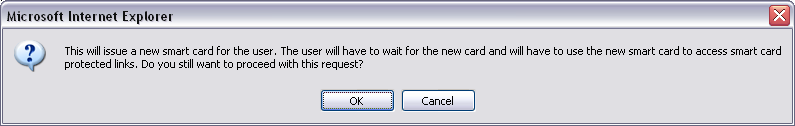 Microsoft Internet Explorer
This will issue a new smart card for the user. The user will have to wait for the new card and will have to use the new smart card to access smart card
protected links. Do you still want to proceed with this request?
OK
Cancel